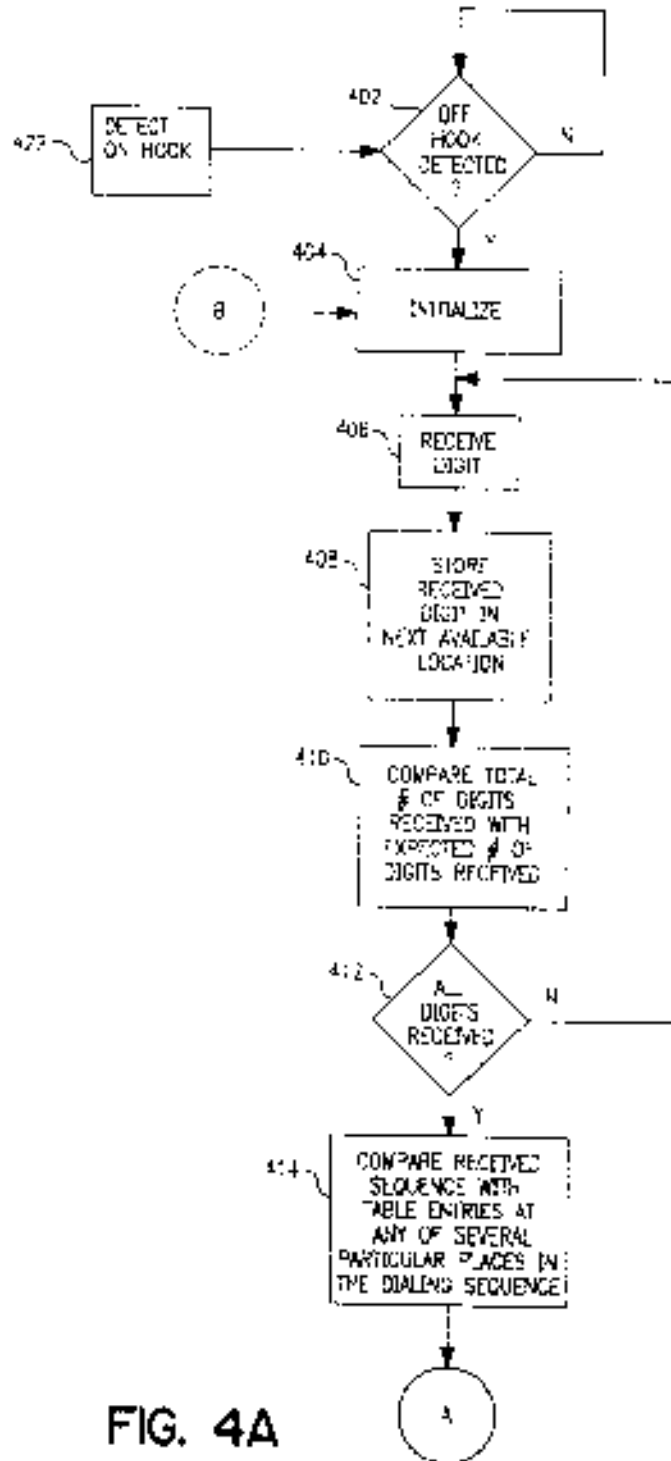 402
OFF
HOOK
DETECTED
?
N
Y
422
DETECT
ON HOOK
404
B
INITIALIZE
406
RECEIVE
DIGIT
408
STORE
RECEIVED
DIGIT IN
NEXT AVAILABLE
LOCATION
410
COMPARE TOTAL
# OF DIGITS
RECEIVED WITH
EXPECTED # OF
DIGITS RECEIVED
412
ALL
DIGITS
RECEIVED
?
N
Y
414
COMPARE RECEIVED
SEQUENCE WITH
TABLE ENTRIES AT
ANY OF SEVERAL
PARTICULAR PLACES IN
THE DIALING SEQUENCE
A
FIG. 4A